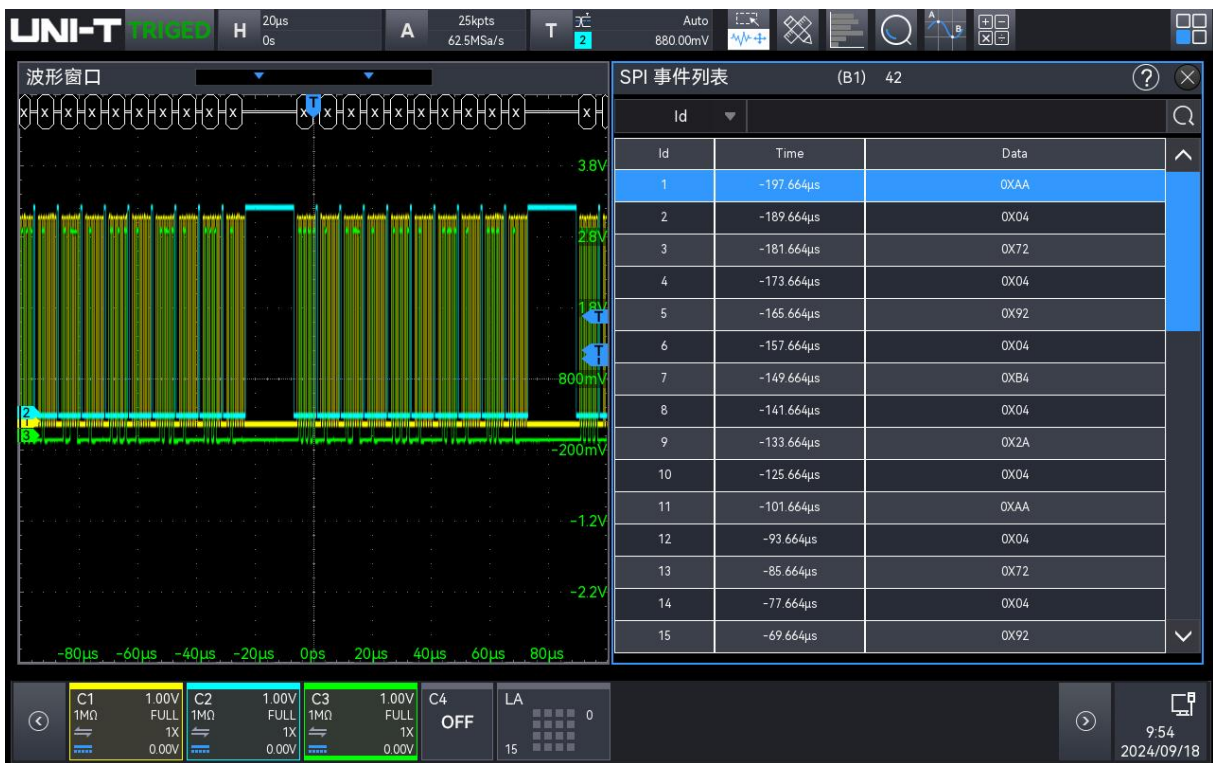 UNI-T TRIGED H 20µs 0s A 25kpts 62.5MSa/s T 2 Auto 880.00mV
波形窗口
T
X X X X X X X X X X X X X X X X X X X
3.8V
2.8V
1.8V
T
T
800mV
2
1
3
-200mV
-1.2V
-2.2V
-80µs -60µs -40µs -20µs 0ps 20µs 40µs 60µs 80µs
SPI 事件列表 (B1) 42 ?
Id
Id Time Data
1 -197.664µs 0XAA
2 -189.664µs 0X04
3 -181.664µs 0X72
4 -173.664µs 0X04
5 -165.664µs 0X92
6 -157.664µs 0X04
7 -149.664µs 0XB4
8 -141.664µs 0X04
9 -133.664µs 0X2A
10 -125.664µs 0X04
11 -101.664µs 0XAA
12 -93.664µs 0X04
13 -85.664µs 0X72
14 -77.664µs 0X04
15 -69.664µs 0X92
C1 1.00V C2 1.00V C3 1.00V C4 LA
1MΩ FULL 1MΩ FULL 1MΩ FULL OFF 0
1X 1X 1X
0.00V 0.00V 0.00V 15
9:54
2024/09/18